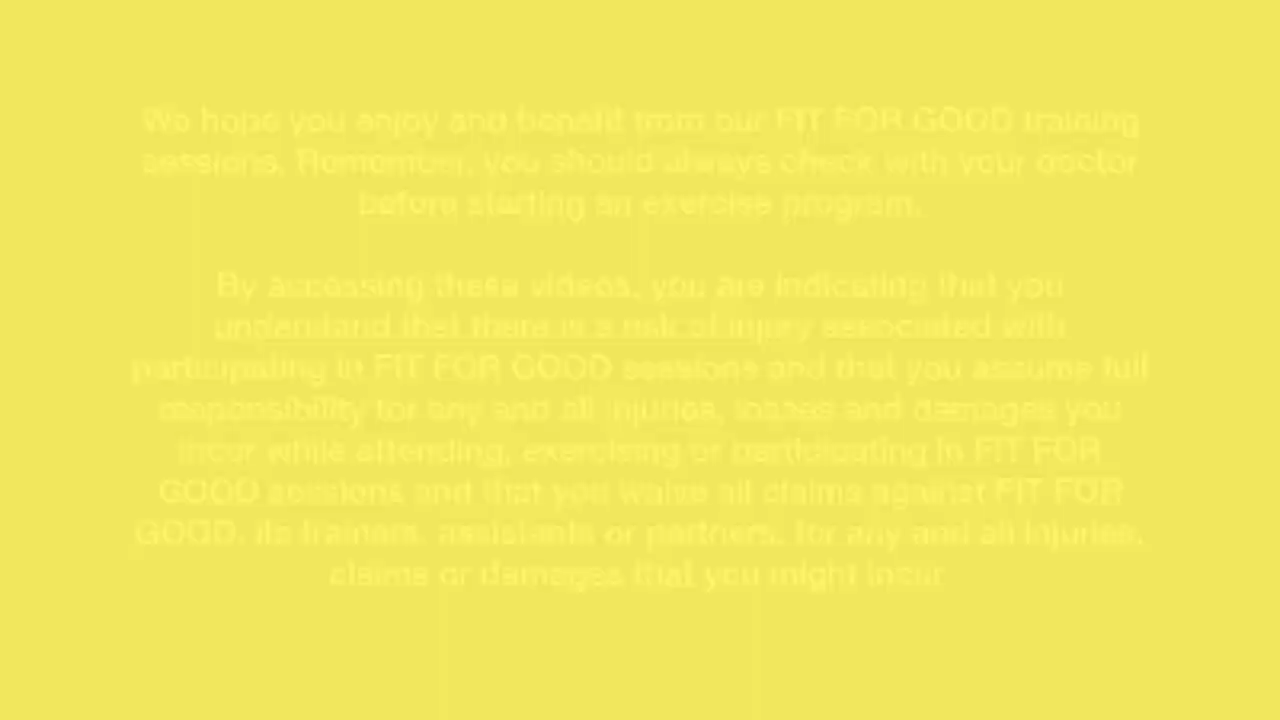 We hope you enjoy and benefit from our FIT FOR GOOD training
sessions. Remember, you should always check with your doctor
before starting an exercise program.
By accessing these videos, you are indicating that you
understand that there is a risk of injury associated with
participating in FIT FOR GOOD sessions and that you assume full
responsibility for any and all injuries, losses and damages you
incur while attending, exercising or participating in FIT FOR
GOOD sessions and that you waive all claims against FIT FOR
GOOD, its trainers, assistants or partners, for any and all injuries,
claims or damages that you might incur